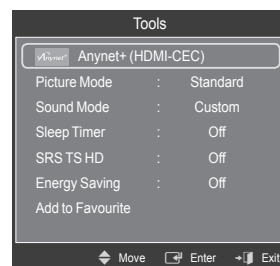 Tools
Anynet+ Anynet+ (HDMI-CEC)
Picture Mode : Standard
Sound Mode : Custom
Sleep Timer : Off
SRS TS HD : Off
Energy Saving : Off
Add to Favourite
Move Enter Exit